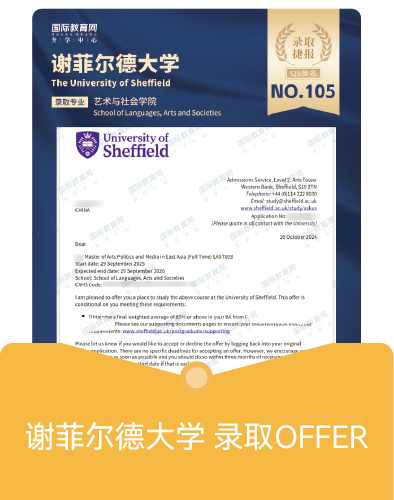 国际教育网
升学中心
录取
捷报
谢菲尔德大学
The University of Sheffield
QS排名
NO.105
录取专业 艺术与社会学院
School of Languages, Arts and Societies
University of
Sheffield
Admissions Service, Level 2, Arts Tower
Western Bank, Sheffield, S10 2TN
Telephone: +44 (0)114 222 8030
Email: study@sheffield.ac.uk
www.sheffield.ac.uk/study/askus
CHINA
Application No:
(Please quote in all contact with the University)
16 October 2024
Dear
Master of Arts Politics and Media in East Asia (Full Time) EAST003
Start date: 29 September 2025
Expected end date: 29 September 2026
School: School of Languages, Arts and Societies
CAH3 Code:
I am pleased to offer you a place to study the above course at the University of Sheffield. This offer is
conditional on you meeting these requirements:
Obtaining a final weighted average of 85% or above in your BA from
Please see our supporting documents pages to ensure your documentation
www.sheffield.ac.uk/postgraduate/supporting
Please let us know if you would like to accept or decline the offer by logging back into your original
application. There are no specific deadlines for accepting an offer. However, we encourage
as soon as possible and you should do so within three months of receiving
start date if that is
谢菲尔德大学 录取OFFER